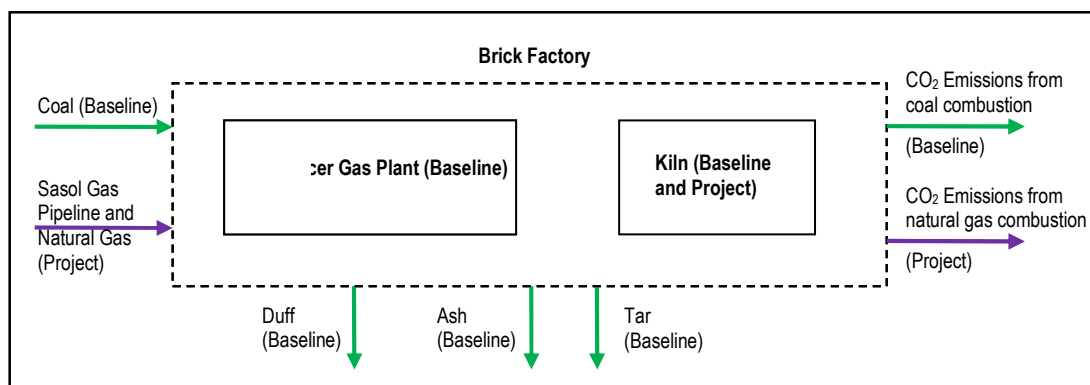 Brick Factory
Coal (Baseline)
Sasol Gas
Pipeline and
Natural Gas
(Project)
cer Gas Plant (Baseline)
Kiln (Baseline
and Project)
CO₂ Emissions from
coal combustion
(Baseline)
CO₂ Emissions from
natural gas combustion
(Project)
Duff
(Baseline)
Ash
(Baseline)
Tar
(Baseline)